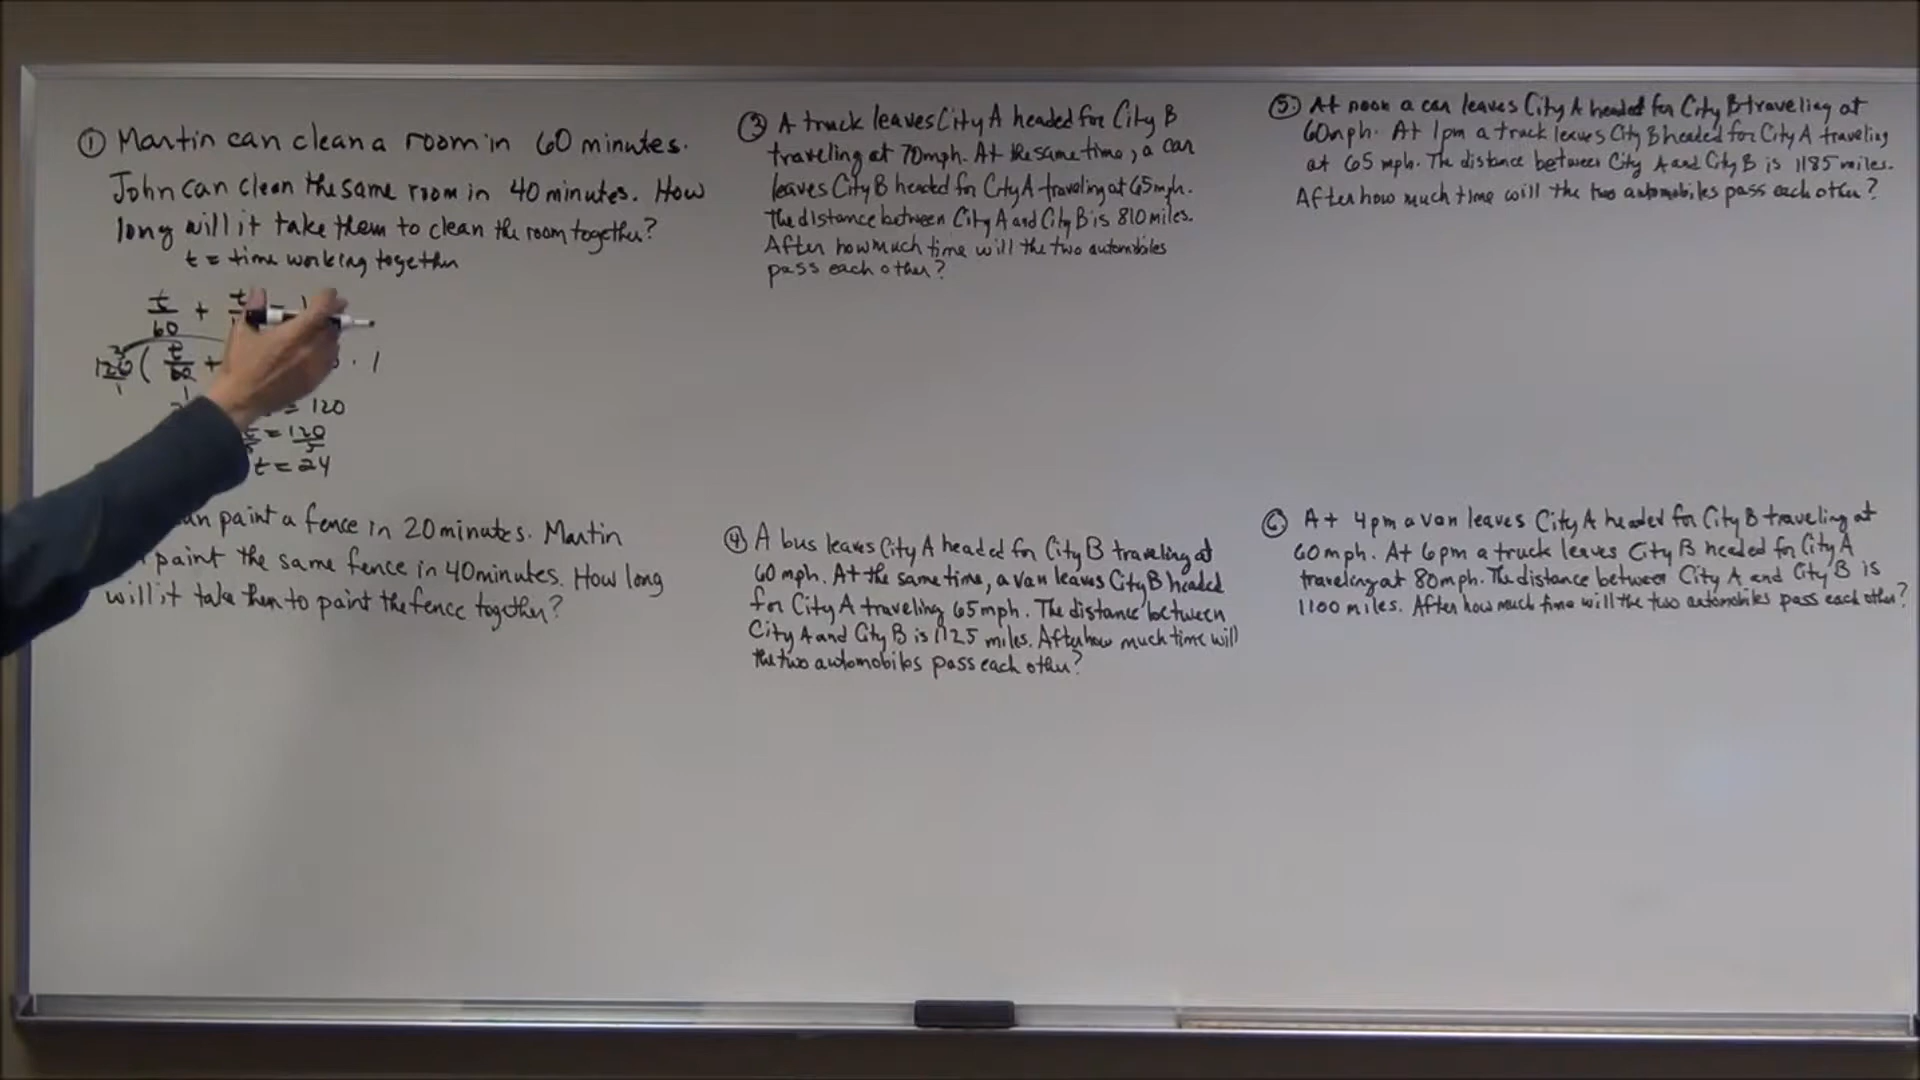 ① Martin can clean a room in 60 minutes.
John can clean the same room in 40 minutes. How
long will it take them to clean the room together?
t = time working together
t/60 + t
120/1 ( t/60 + · 1
= 120
= 120/5
t = 24
an paint a fence in 20 minutes. Martin
paint the same fence in 40 minutes. How long
will it take them to paint the fence together?
③ A truck leaves City A headed for City B
traveling at 70mph. At the same time, a car
leaves City B headed for City A traveling at 65mph.
The distance between City A and City B is 810 miles.
After how much time will the two automobiles
pass each other?
④ A bus leaves City A headed for City B traveling at
60 mph. At the same time, a van leaves City B headed
for City A traveling 65mph. The distance between
City A and City B is 1125 miles. After how much time will
the two automobiles pass each other?
⑤ At noon a car leaves City A headed for City B traveling at
60mph. At 1pm a truck leaves City B headed for City A traveling
at 65 mph. The distance between City A and City B is 1185 miles.
After how much time will the two automobiles pass each other?
⑥ At 4pm a van leaves City A headed for City B traveling at
60mph. At 6pm a truck leaves City B headed for City A
traveling at 80mph. The distance between City A and City B is
1100 miles. After how much time will the two automobiles pass each other?